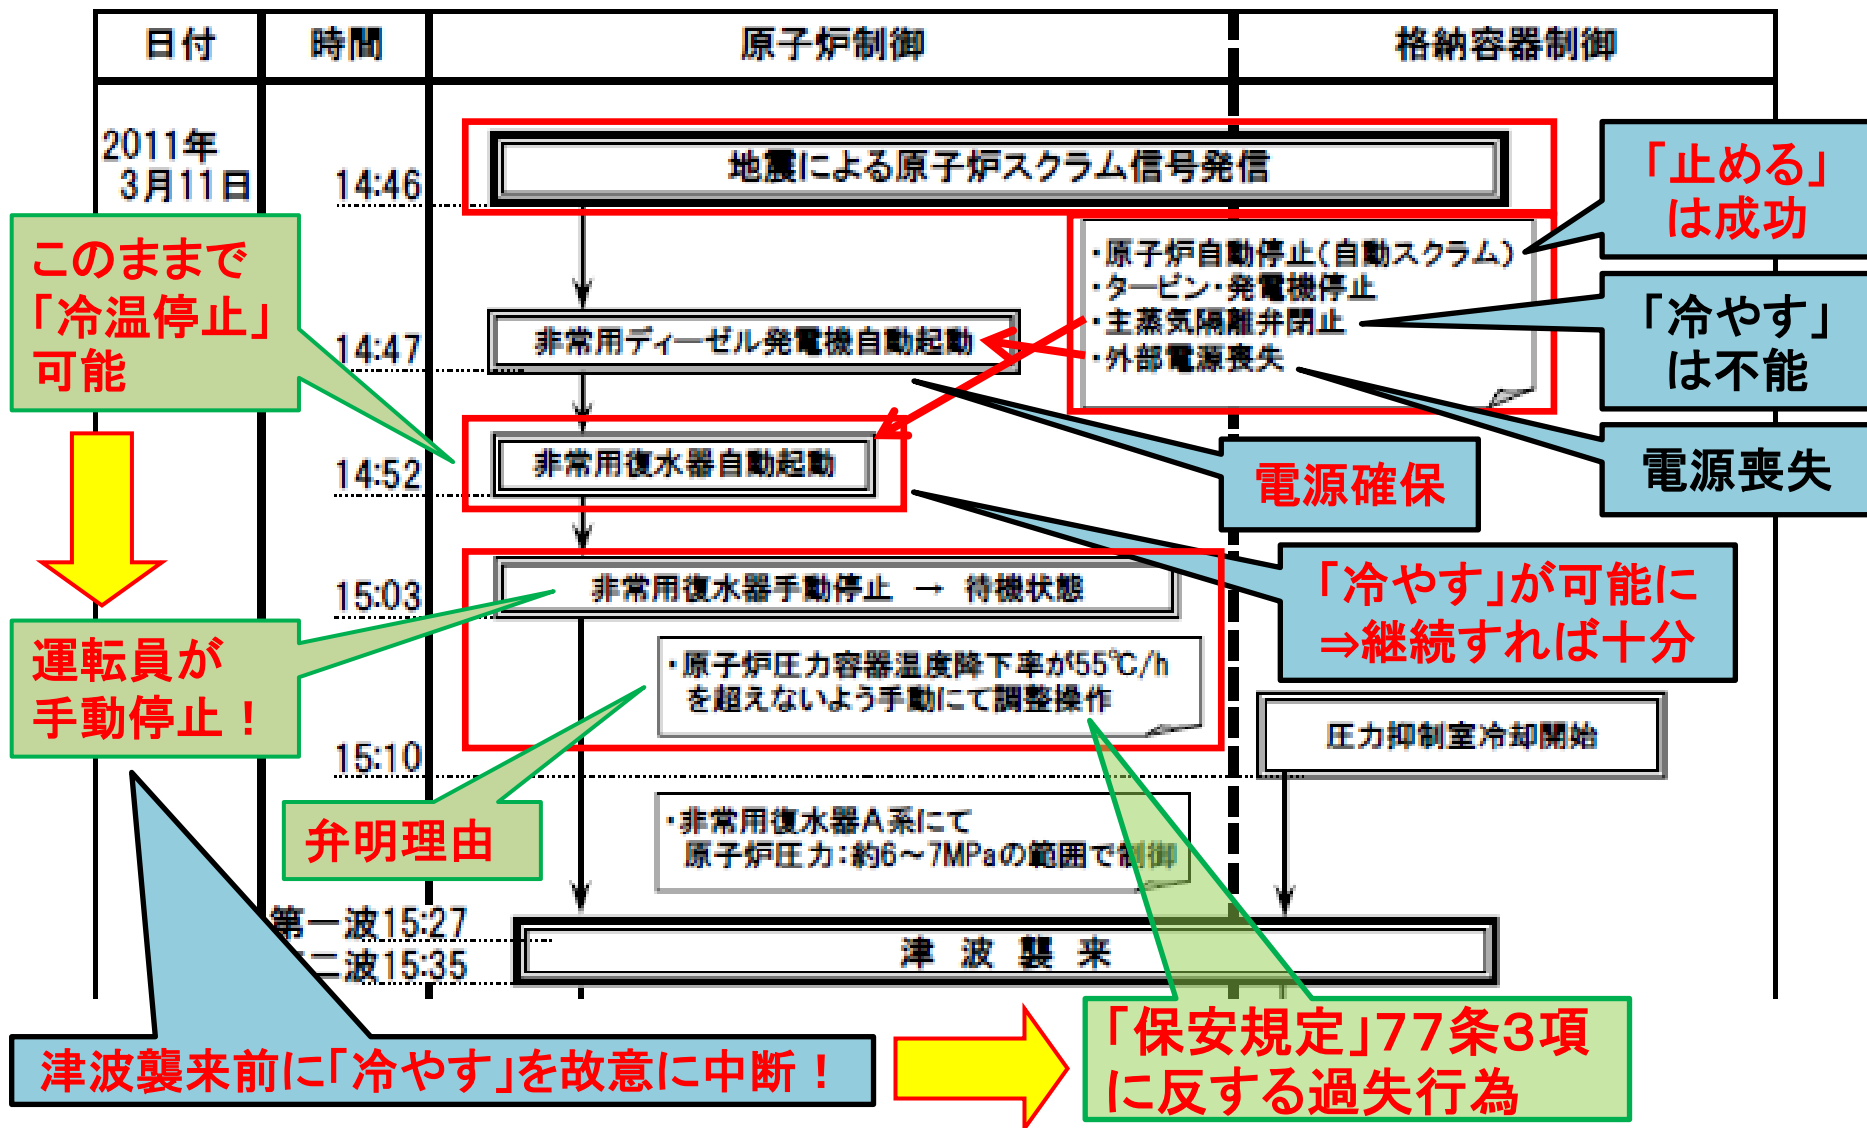 日付 時間 原子炉制御 格納容器制御
2011年
3月11日
14:46
地震による原子炉スクラム信号発信
「止める」
は成功
このままで
「冷温停止」
可能
・原子炉自動停止(自動スクラム)
・タービン・発電機停止
・主蒸気隔離弁閉止
・外部電源喪失
「冷やす」
は不能
14:47
非常用ディーゼル発電機自動起動
電源喪失
電源確保
14:52
非常用復水器自動起動
「冷やす」が可能に
⇒継続すれば十分
15:03
非常用復水器手動停止 → 待機状態
運転員が
手動停止!
・原子炉圧力容器温度降下率が55℃/h
を超えないよう手動にて調整操作
弁明理由
15:10
圧力抑制室冷却開始
・非常用復水器A系にて
原子炉圧力:約6~7MPaの範囲で制御
第一波15:27
二波15:35
津波襲来
津波襲来前に「冷やす」を故意に中断!
「保安規定」77条3項
に反する過失行為